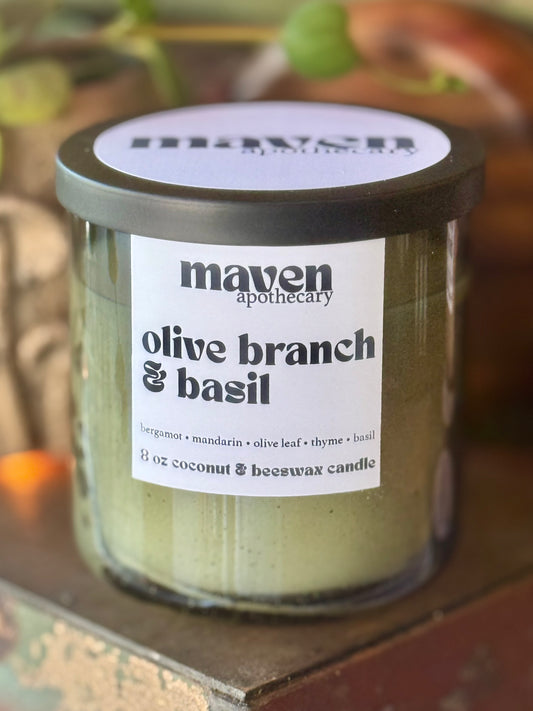 maven
apothecary
maven
apothecary
olive branch
& basil
bergamot • mandarin • olive leaf • thyme • basil
8 oz coconut & beeswax candle